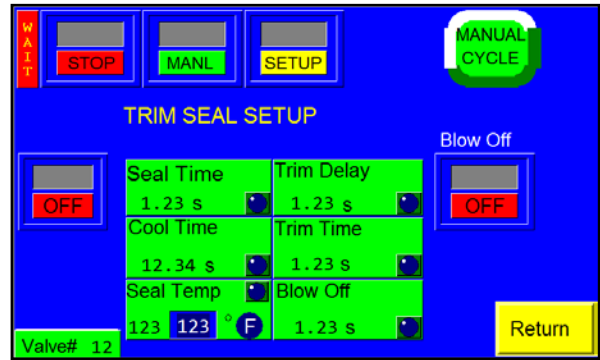 WAIT
STOP
MANL
SETUP
MANUAL
CYCLE
TRIM SEAL SETUP
Blow Off
OFF
Seal Time
1.23 s
Trim Delay
1.23 s
OFF
Cool Time
12.34 s
Trim Time
1.23 s
Seal Temp
123 123 ° F
Blow Off
1.23 s
Valve# 12
Return